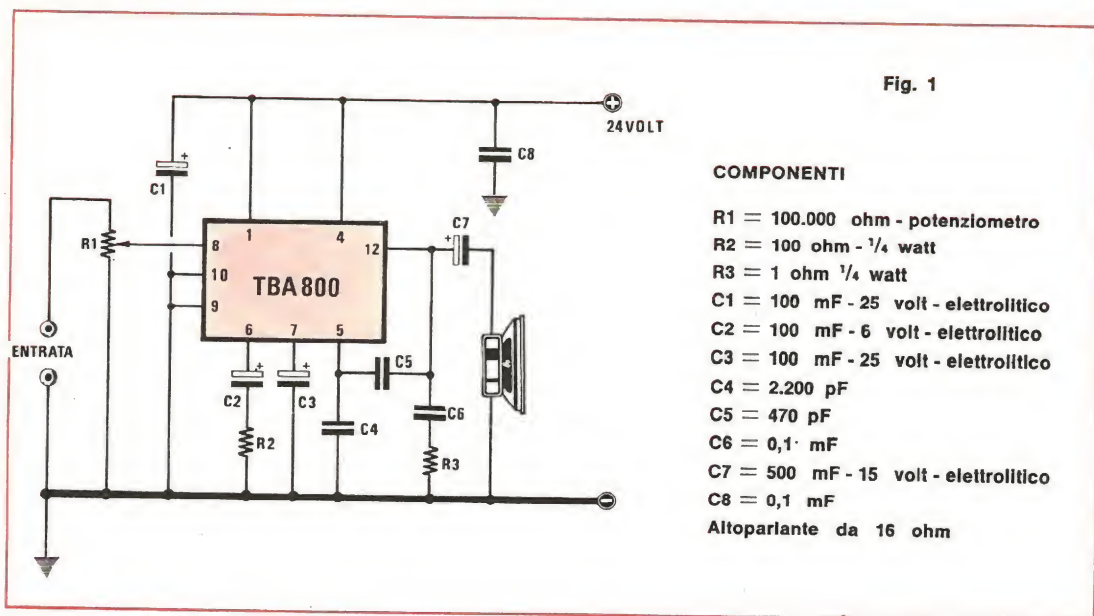 Fig. 1
24 VOLT
C8
C1
+
C7
+
R1
8
1
4
12
10
TBA 800
9
6
7
5
ENTRATA
C5
+
+
C2
C3
C4
C6
R2
R3
COMPONENTI
R1 = 100.000 ohm - potenziometro
R2 = 100 ohm - 1/4 watt
R3 = 1 ohm 1/4 watt
C1 = 100 mF - 25 volt - elettrolitico
C2 = 100 mF - 6 volt - elettrolitico
C3 = 100 mF - 25 volt - elettrolitico
C4 = 2.200 pF
C5 = 470 pF
C6 = 0,1 mF
C7 = 500 mF - 15 volt - elettrolitico
C8 = 0,1 mF
Altoparlante da 16 ohm